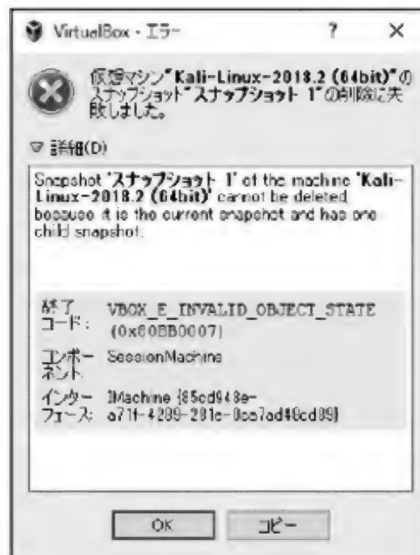 VirtualBox - エラー
?
×
仮想マシン"Kali-Linux-2018.2 (64bit)"の
スナップショット"スナップショット 1"の削除に失
敗しました。
詳細(D)
Snapshot 'スナップショット 1' of the machine 'Kali-
Linux-2018.2 (64bit)' cannot be deleted
because it is the current snapshot and has one
child snapshot.
終了
コード:
VBOX_E_INVALID_OBJECT_STATE
(0x80BB0007)
コンポー
ネント:
SessionMachine
インター
フェース:
IMachine
OK
コピー